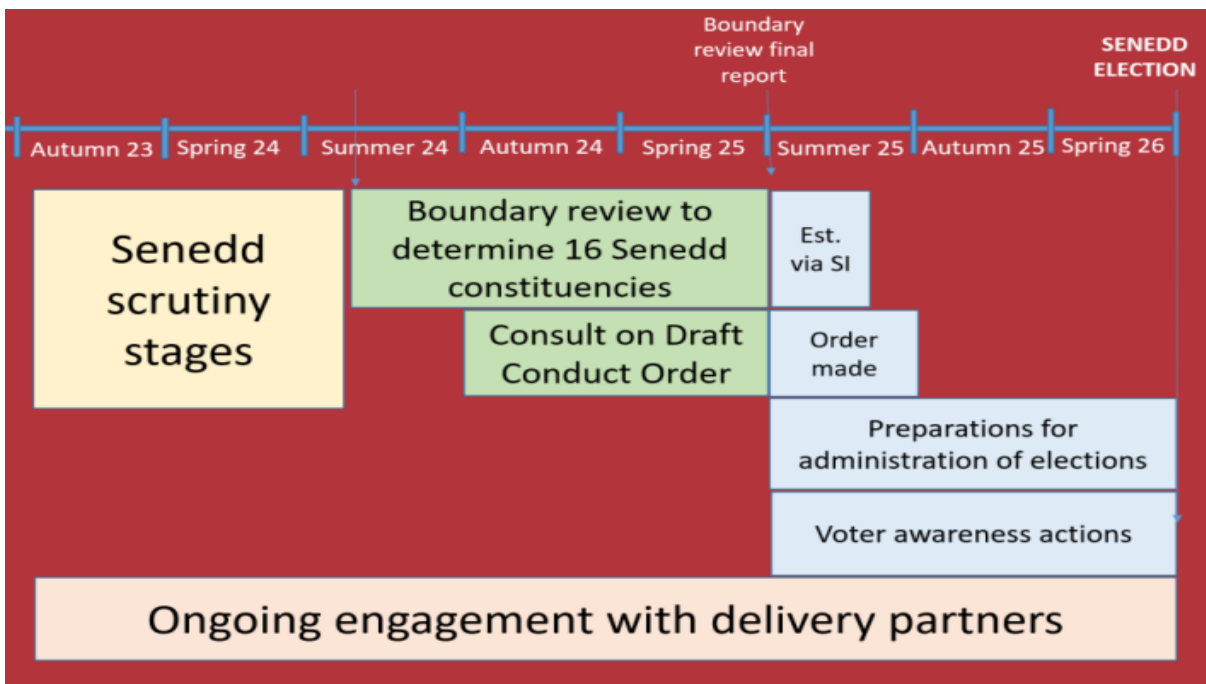 Boundary
review final
report
SENEDD
ELECTION
Autumn 23
Spring 24
Summer 24
Autumn 24
Spring 25
Summer 25
Autumn 25
Spring 26
Senedd
scrutiny
stages
Boundary review to
determine 16 Senedd
constituencies
Est.
via SI
Consult on Draft
Conduct Order
Order
made
Preparations for
administration of elections
Voter awareness actions
Ongoing engagement with delivery partners